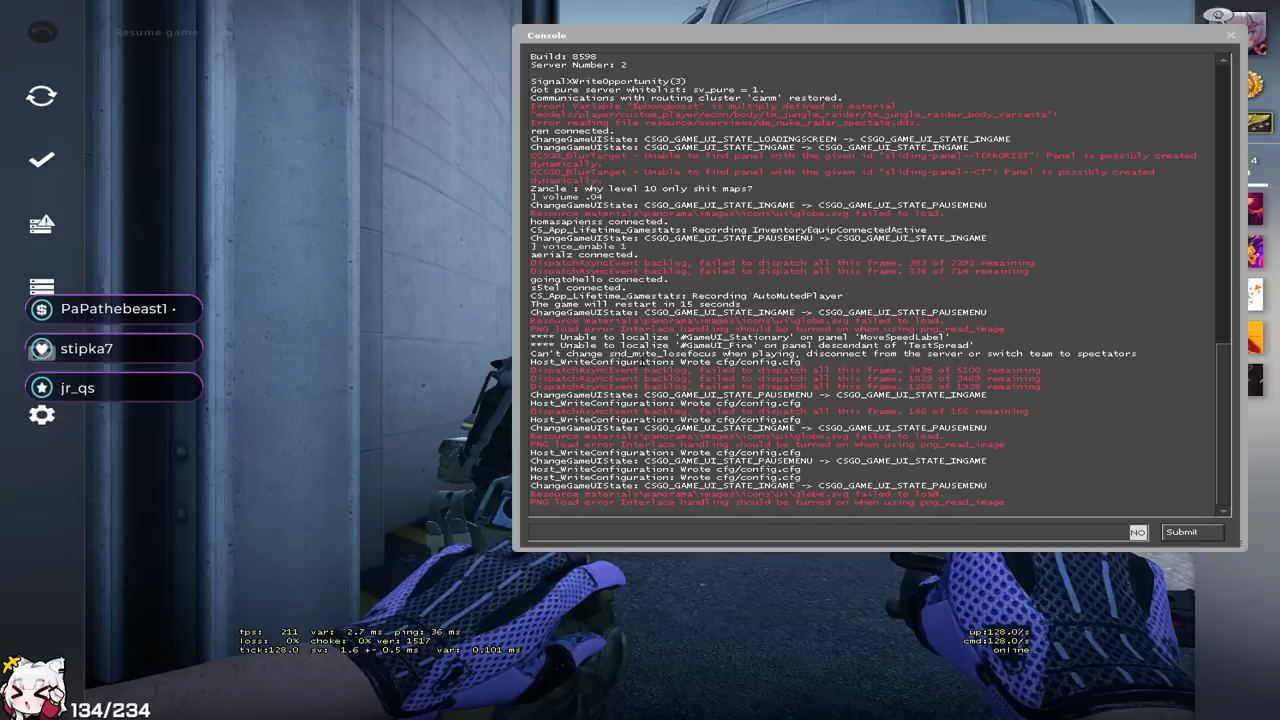 Resume game
Console
Build: 8598
Server Number: 2
SignalXWriteOpportunity(3)
Got pure server whitelist: sv_pure = 1.
Communications with routing cluster 'canm' restored.
Error! Variable "$phongboost" is multiply defined in material
"models/player/custom_player/econ/body/tm_jungle_raider/tm_jungle_raider_body_varianta"!
Error reading file resource/overviews/de_nuke_radar_spectate.dds.
ren connected.
ChangeGameUIState: CSGO_GAME_UI_STATE_LOADINGSCREEN -> CSGO_GAME_UI_STATE_INGAME
ChangeGameUIState: CSGO_GAME_UI_STATE_INGAME -> CSGO_GAME_UI_STATE_INGAME
CCSGO_BlurTarget - Unable to find panel with the given id "sliding-panel--TERRORIST"! Panel is possibly created
dynamically.
CCSGO_BlurTarget - Unable to find panel with the given id "sliding-panel--CT"! Panel is possibly created
dynamically.
Zancle : why level 10 only shit maps?
] volume .04
ChangeGameUIState: CSGO_GAME_UI_STATE_INGAME -> CSGO_GAME_UI_STATE_PAUSEMENU
Resource materials\panorama\images\icons\ui\globe.svg failed to load.
homasapienss connected.
CS_App_Lifetime_Gamestats: Recording InventoryEquipConnectedActive
ChangeGameUIState: CSGO_GAME_UI_STATE_PAUSEMENU -> CSGO_GAME_UI_STATE_INGAME
] voice_enable 1
aerialz connected.
DispatchAsyncEvent backlog, failed to dispatch all this frame. 383 of 2292 remaining
DispatchAsyncEvent backlog, failed to dispatch all this frame. 334 of 714 remaining
goingtohello connected.
s5tel connected.
CS_App_Lifetime_Gamestats: Recording AutoMutedPlayer
The game will restart in 15 seconds
ChangeGameUIState: CSGO_GAME_UI_STATE_INGAME -> CSGO_GAME_UI_STATE_PAUSEMENU
Resource materials\panorama\images\icons\ui\globe.svg failed to load.
PNG load error Interlace handling should be turned on when using png_read_image
**** Unable to localize '#GameUI_Stationary' on panel 'MoveSpeedLabel'
**** Unable to localize '#GameUI_Fire' on panel descendant of 'TestSpread'
Can't change snd_mute_losefocus when playing, disconnect from the server or switch team to spectators
Host_WriteConfiguration: Wrote cfg/config.cfg
DispatchAsyncEvent backlog, failed to dispatch all this frame. 3438 of 5100 remaining
DispatchAsyncEvent backlog, failed to dispatch all this frame. 1829 of 3469 remaining
DispatchAsyncEvent backlog, failed to dispatch all this frame. 1266 of 1928 remaining
ChangeGameUIState: CSGO_GAME_UI_STATE_PAUSEMENU -> CSGO_GAME_UI_STATE_INGAME
Host_WriteConfiguration: Wrote cfg/config.cfg
DispatchAsyncEvent backlog, failed to dispatch all this frame. 146 of 156 remaining
Host_WriteConfiguration: Wrote cfg/config.cfg
ChangeGameUIState: CSGO_GAME_UI_STATE_INGAME -> CSGO_GAME_UI_STATE_PAUSEMENU
Resource materials\panorama\images\icons\ui\globe.svg failed to load.
PNG load error Interlace handling should be turned on when using png_read_image
Host_WriteConfiguration: Wrote cfg/config.cfg
ChangeGameUIState: CSGO_GAME_UI_STATE_PAUSEMENU -> CSGO_GAME_UI_STATE_INGAME
Host_WriteConfiguration: Wrote cfg/config.cfg
Host_WriteConfiguration: Wrote cfg/config.cfg
ChangeGameUIState: CSGO_GAME_UI_STATE_INGAME -> CSGO_GAME_UI_STATE_PAUSEMENU
Resource materials\panorama\images\icons\ui\globe.svg failed to load.
PNG load error Interlace handling should be turned on when using png_read_image
NO
Submit
4
PaPathebeast1 ·
stipka7
jr_qs
fps: 211 var: 2.7 ms ping: 36 ms
loss: 0% choke: 0% ver: 1517
tick:128.0 sv: 1.6 +- 0.5 ms var: 0.101 ms
up:128.0/s
cmd:128.0/s
online
134/234